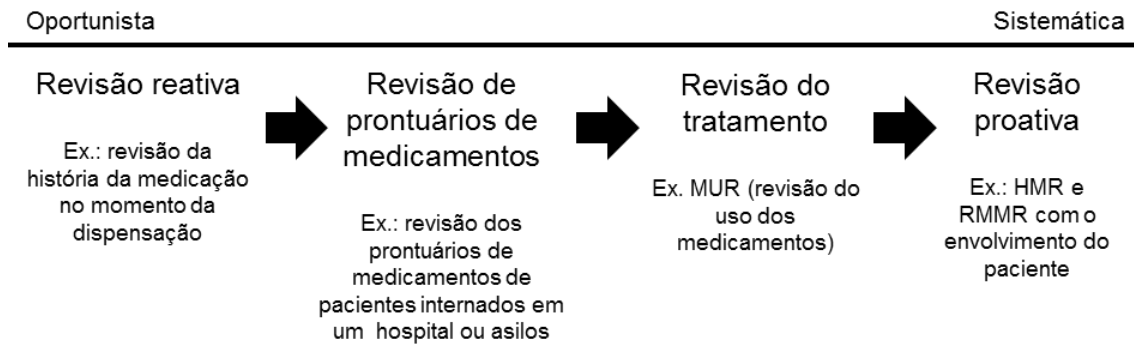 Oportunista
Sistemática
Revisão reativa
Ex.: revisão da
história da medicação
no momento da
dispensação
Revisão de
prontuários de
medicamentos
Ex.: revisão dos
prontuários de
medicamentos de
pacientes internados em
um hospital ou asilos
Revisão do
tratamento
Ex. MUR (revisão do
uso dos
medicamentos)
Revisão
proativa
Ex.: HMR e
RMMR com o
envolvimento do
paciente